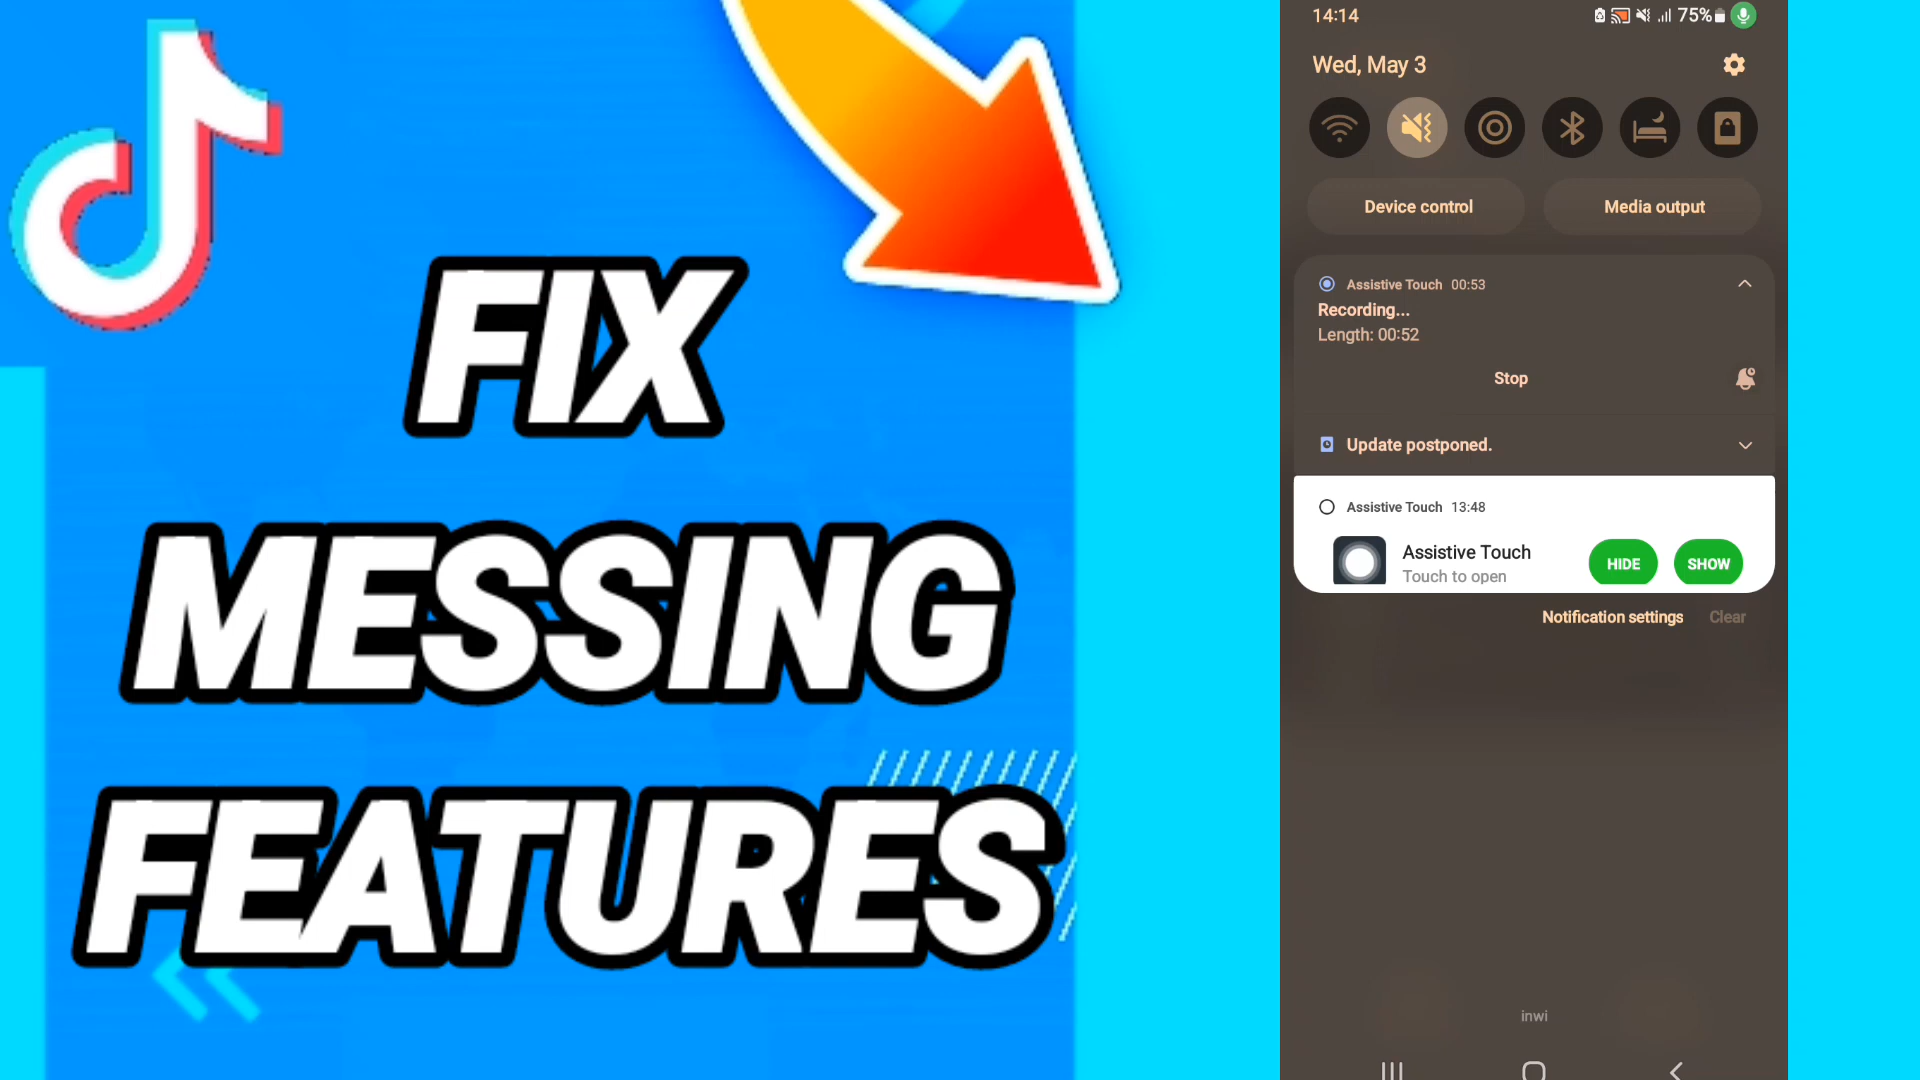 FIX
MESSING
FEATURES
14:14
75%
Wed, May 3
Device control
Media output
Assistive Touch 00:53
Recording...
Length: 00:52
Stop
Update postponed.
Assistive Touch 13:48
Assistive Touch
Touch to open
HIDE
SHOW
Notification settings
Clear
inwi